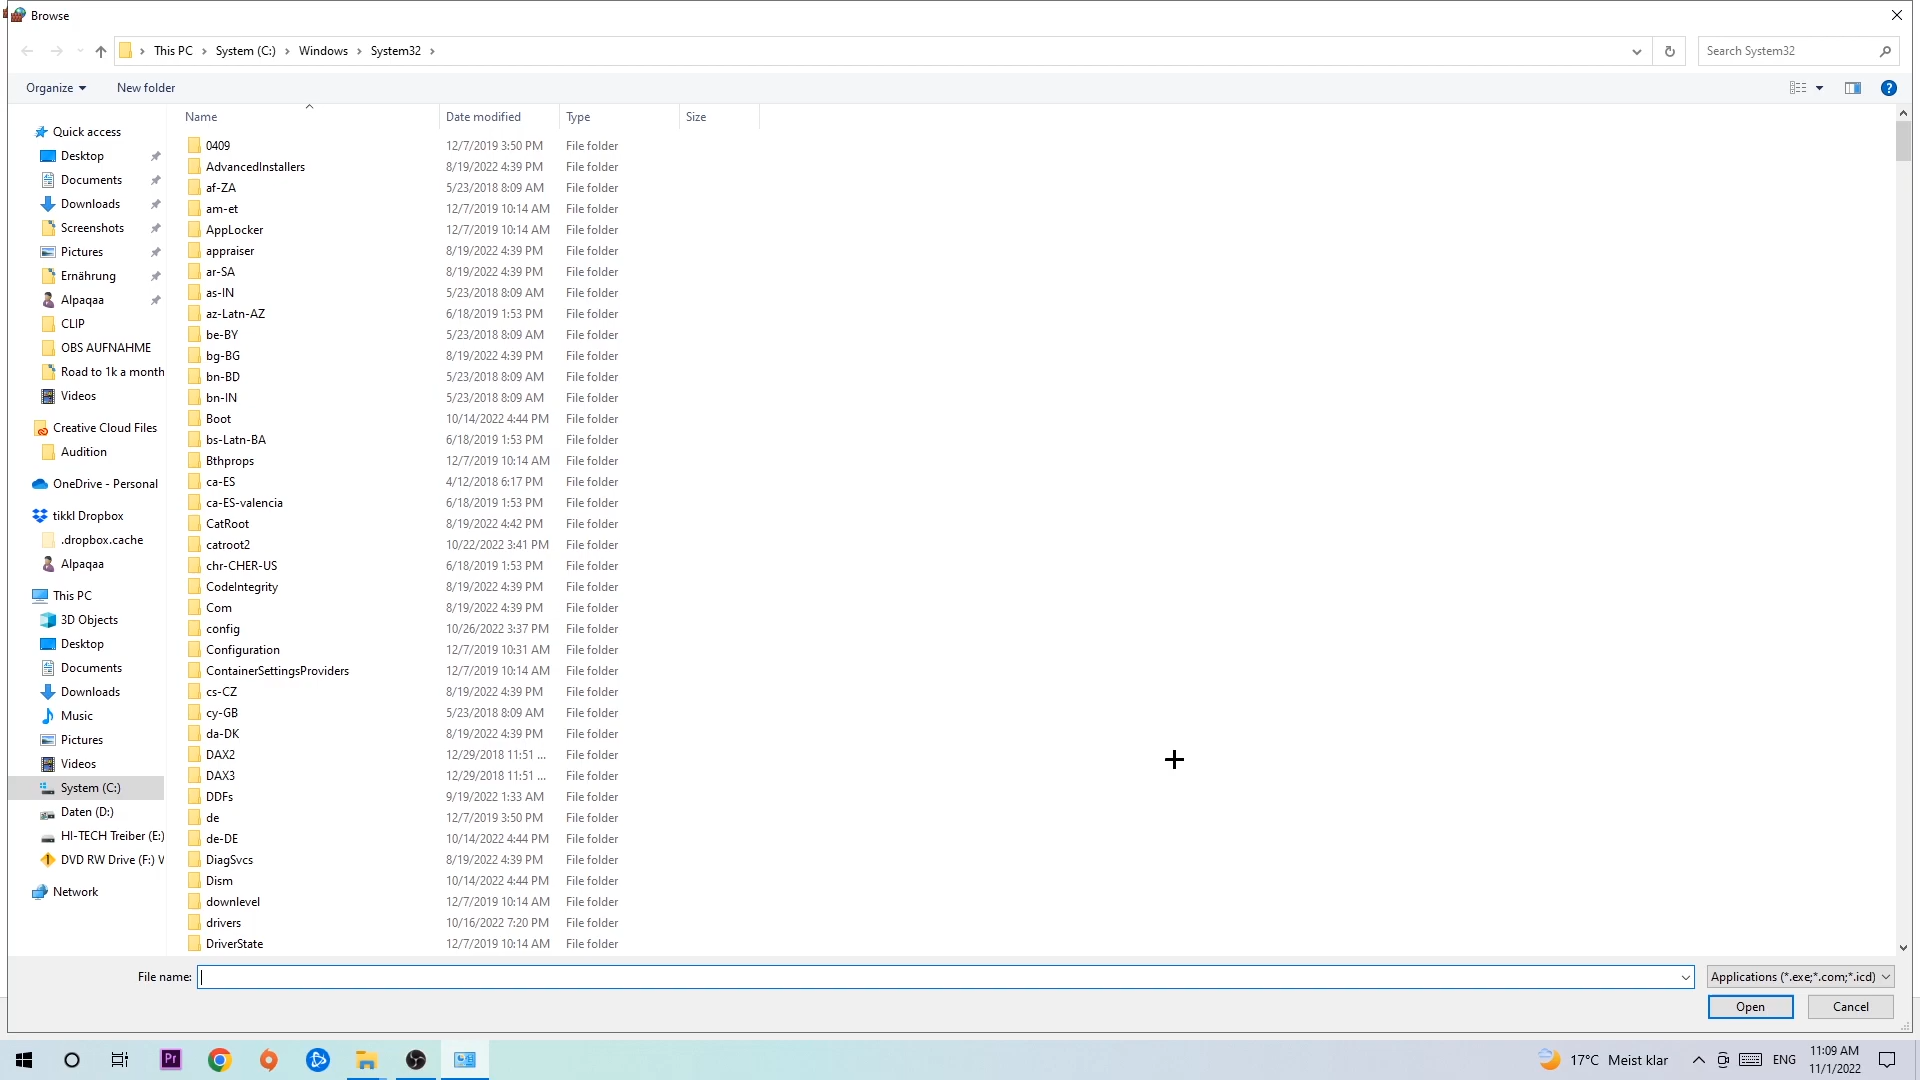 Browse
This PC > System (C:) > Windows > System32 >
Search System32
Organize
New folder
Name
Date modified
Type
Size
Quick access
Desktop
Documents
Downloads
Screenshots
Pictures
Ernährung
Alpaqaa
CLIP
OBS AUFNAHME
Road to 1k a month
Videos
Creative Cloud Files
Audition
OneDrive - Personal
tikkl Dropbox
.dropbox.cache
Alpaqaa
This PC
3D Objects
Desktop
Documents
Downloads
Music
Pictures
Videos
System (C:)
Daten (D:)
HI-TECH Treiber (E:)
DVD RW Drive (F:) V
Network
0409 12/7/2019 3:50 PM File folder
AdvancedInstallers 8/19/2022 4:39 PM File folder
af-ZA 5/23/2018 8:09 AM File folder
am-et 12/7/2019 10:14 AM File folder
AppLocker 12/7/2019 10:14 AM File folder
appraiser 8/19/2022 4:39 PM File folder
ar-SA 8/19/2022 4:39 PM File folder
as-IN 5/23/2018 8:09 AM File folder
az-Latn-AZ 6/18/2019 1:53 PM File folder
be-BY 5/23/2018 8:09 AM File folder
bg-BG 8/19/2022 4:39 PM File folder
bn-BD 5/23/2018 8:09 AM File folder
bn-IN 5/23/2018 8:09 AM File folder
Boot 10/14/2022 4:44 PM File folder
bs-Latn-BA 6/18/2019 1:53 PM File folder
Bthprops 12/7/2019 10:14 AM File folder
ca-ES 4/12/2018 6:17 PM File folder
ca-ES-valencia 6/18/2019 1:53 PM File folder
CatRoot 8/19/2022 4:42 PM File folder
catroot2 10/22/2022 3:41 PM File folder
chr-CHER-US 6/18/2019 1:53 PM File folder
CodeIntegrity 8/19/2022 4:39 PM File folder
Com 8/19/2022 4:39 PM File folder
config 10/26/2022 3:37 PM File folder
Configuration 12/7/2019 10:31 AM File folder
ContainerSettingsProviders 12/7/2019 10:14 AM File folder
cs-CZ 8/19/2022 4:39 PM File folder
cy-GB 5/23/2018 8:09 AM File folder
da-DK 8/19/2022 4:39 PM File folder
DAX2 12/29/2018 11:51 ... File folder
DAX3 12/29/2018 11:51 ... File folder
DDFs 9/19/2022 1:33 AM File folder
de 12/7/2019 3:50 PM File folder
de-DE 10/14/2022 4:44 PM File folder
DiagSvcs 8/19/2022 4:39 PM File folder
Dism 10/14/2022 4:44 PM File folder
downlevel 12/7/2019 10:14 AM File folder
drivers 10/16/2022 7:20 PM File folder
DriverState 12/7/2019 10:14 AM File folder
File name:
Applications (*.exe;*.com;*.icd)
Open
Cancel
Pr
17°C Meist klar
ENG
11:09 AM
11/1/2022